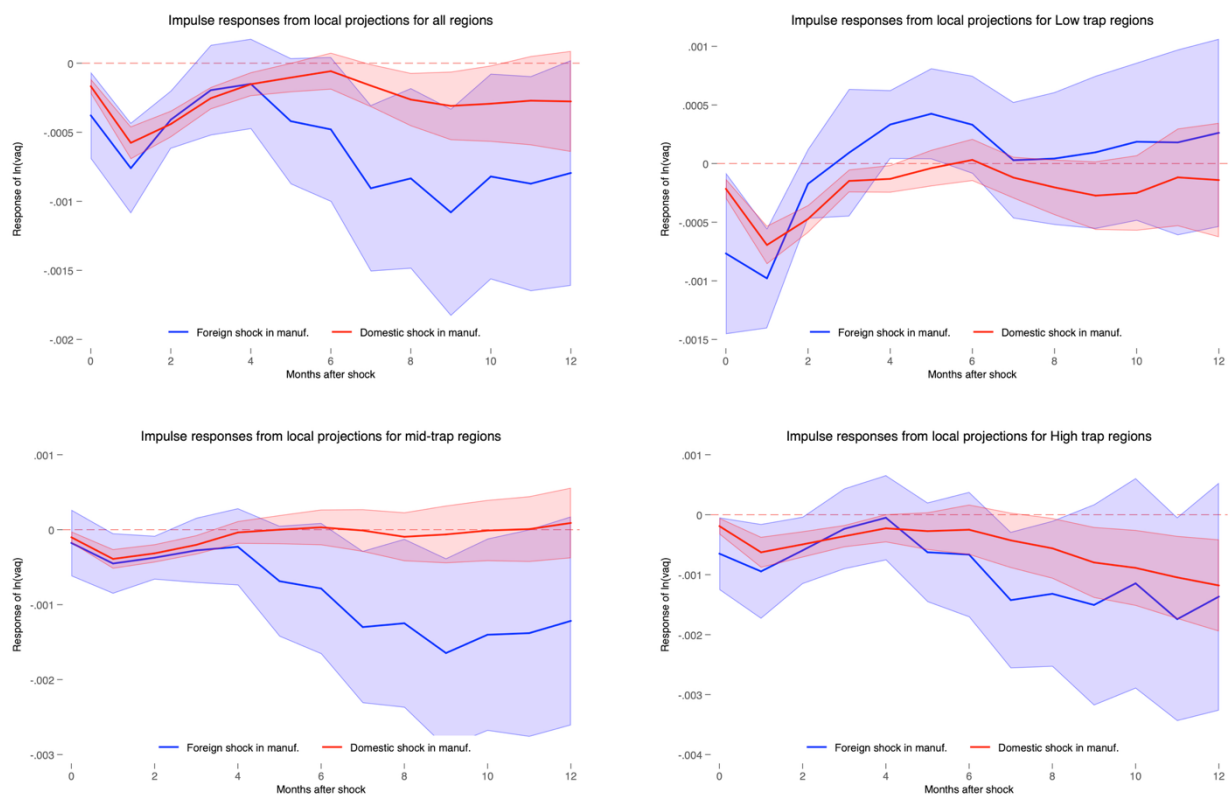 Impulse responses from local projections for all regions
0
-.0005
-.001
-.0015
-.002
Response of ln(vaq)
Foreign shock in manuf.
Domestic shock in manuf.
0 2 4 6 8 10 12
Months after shock
Impulse responses from local projections for Low trap regions
.001
.0005
0
-.0005
-.001
-.0015
Response of ln(vaq)
Foreign shock in manuf.
Domestic shock in manuf.
0 2 4 6 8 10 12
Months after shock
Impulse responses from local projections for mid-trap regions
.001
0
-.001
-.002
-.003
Response of ln(vaq)
Foreign shock in manuf.
Domestic shock in manuf.
0 2 4 6 8 10 12
Months after shock
Impulse responses from local projections for High trap regions
.001
0
-.001
-.002
-.003
-.004
Response of ln(vaq)
Foreign shock in manuf.
Domestic shock in manuf.
0 2 4 6 8 10 12
Months after shock